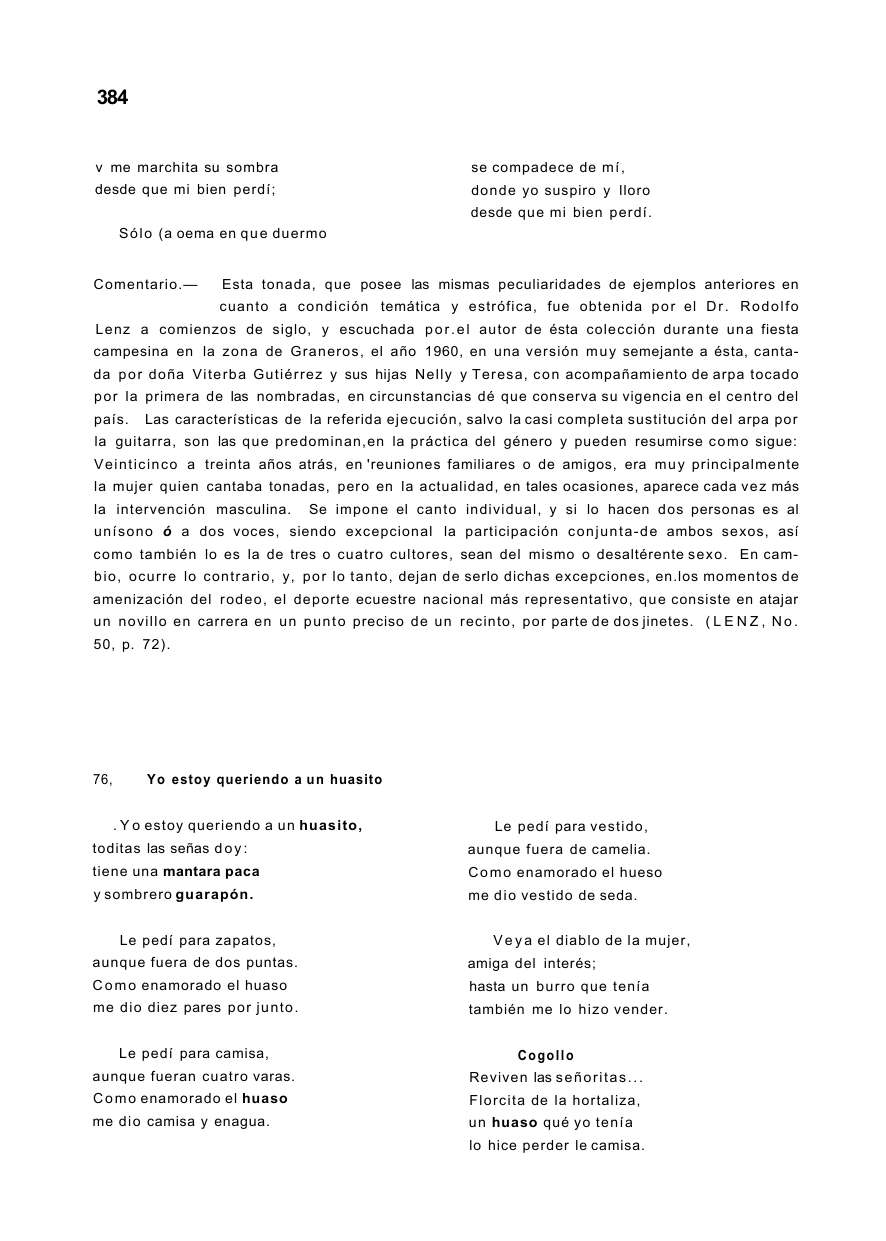 384
v me marchita su sombra
desde que mi bien perdí;
Sólo (a oema en que duermo
se compadece de mí,
donde yo suspiro y lloro
desde que mi bien perdí.
Comentario.— Esta tonada, que posee las mismas peculiaridades de ejemplos anteriores en
cuanto a condición temática y estrófica, fue obtenida por el Dr. Rodolfo
Lenz a comienzos de siglo, y escuchada por.el autor de ésta colección durante una fiesta
campesina en la zona de Graneros, el año 1960, en una versión muy semejante a ésta, canta-
da por doña Viterba Gutiérrez y sus hijas Nelly y Teresa, con acompañamiento de arpa tocado
por la primera de las nombradas, en circunstancias dé que conserva su vigencia en el centro del
país. Las características de la referida ejecución, salvo la casi completa sustitución del arpa por
la guitarra, son las que predominan,en la práctica del género y pueden resumirse como sigue:
Veinticinco a treinta años atrás, en 'reuniones familiares o de amigos, era muy principalmente
la mujer quien cantaba tonadas, pero en la actualidad, en tales ocasiones, aparece cada vez más
la intervención masculina. Se impone el canto individual, y si lo hacen dos personas es al
unísono ó a dos voces, siendo excepcional la participación conjunta-de ambos sexos, así
como también lo es la de tres o cuatro cultores, sean del mismo o desaltérente sexo. En cam-
bio, ocurre lo contrario, y, por lo tanto, dejan de serlo dichas excepciones, en.los momentos de
amenización del rodeo, el deporte ecuestre nacional más representativo, que consiste en atajar
un novillo en carrera en un punto preciso de un recinto, por parte de dos jinetes. (LENZ, No.
50, p. 72).
76, Yo estoy queriendo a un huasito
.Yo estoy queriendo a un huasito,
toditas las señas doy:
tiene una mantara paca
y sombrero guarapón.
Le pedí para zapatos,
aunque fuera de dos puntas.
Como enamorado el huaso
me dio diez pares por junto.
Le pedí para camisa,
aunque fueran cuatro varas.
Como enamorado el huaso
me dio camisa y enagua.
Le pedí para vestido,
aunque fuera de camelia.
Como enamorado el hueso
me dio vestido de seda.
Veya el diablo de la mujer,
amiga del interés;
hasta un burro que tenía
también me lo hizo vender.
Cogollo
Reviven las señoritas...
Florcita de la hortaliza,
un huaso qué yo tenía
lo hice perder le camisa.